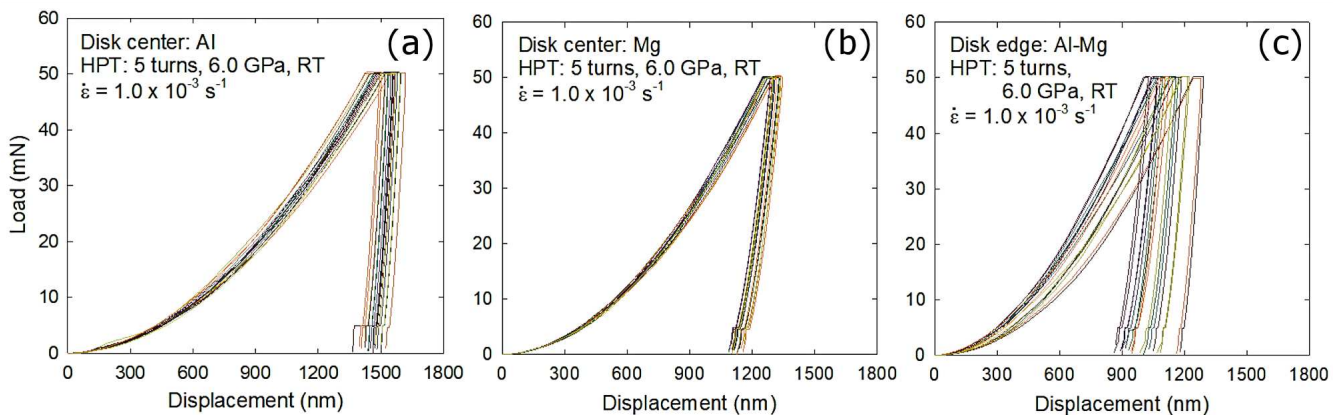 (a)
Disk center: Al
HPT: 5 turns, 6.0 GPa, RT
ε̇ = 1.0 x 10⁻³ s⁻¹
Load (mN)
60
50
40
30
20
10
0
0 300 600 900 1200 1500 1800
Displacement (nm)
(b)
Disk center: Mg
HPT: 5 turns, 6.0 GPa, RT
ε̇ = 1.0 x 10⁻³ s⁻¹
60
50
40
30
20
10
0
0 300 600 900 1200 1500 1800
Displacement (nm)
(c)
Disk edge: Al-Mg
HPT: 5 turns,
6.0 GPa, RT
ε̇ = 1.0 x 10⁻³ s⁻¹
60
50
40
30
20
10
0
0 300 600 900 1200 1500 1800
Displacement (nm)